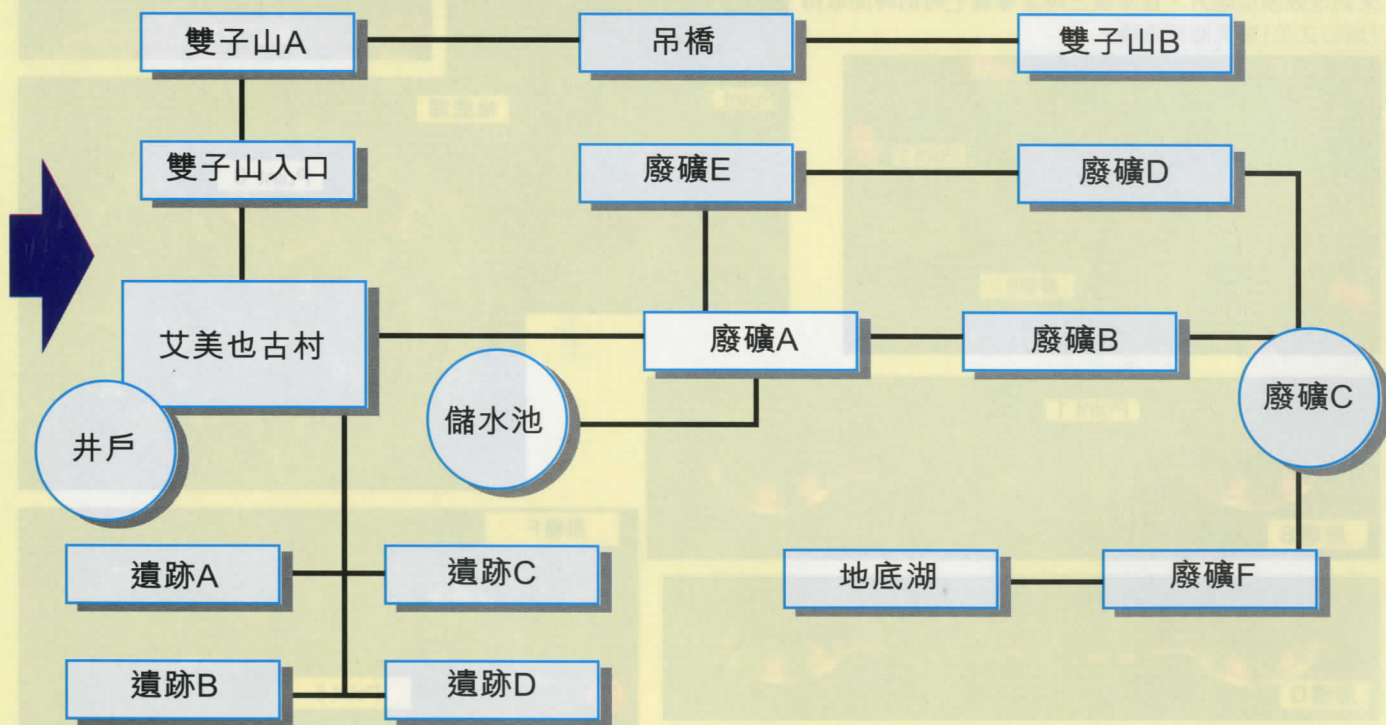 雙子山A
吊橋
雙子山B
雙子山入口
廢礦E
廢礦D
艾美也古村
廢礦A
廢礦B
廢礦C
井戶
儲水池
遺跡A
遺跡C
地底湖
廢礦F
遺跡B
遺跡D